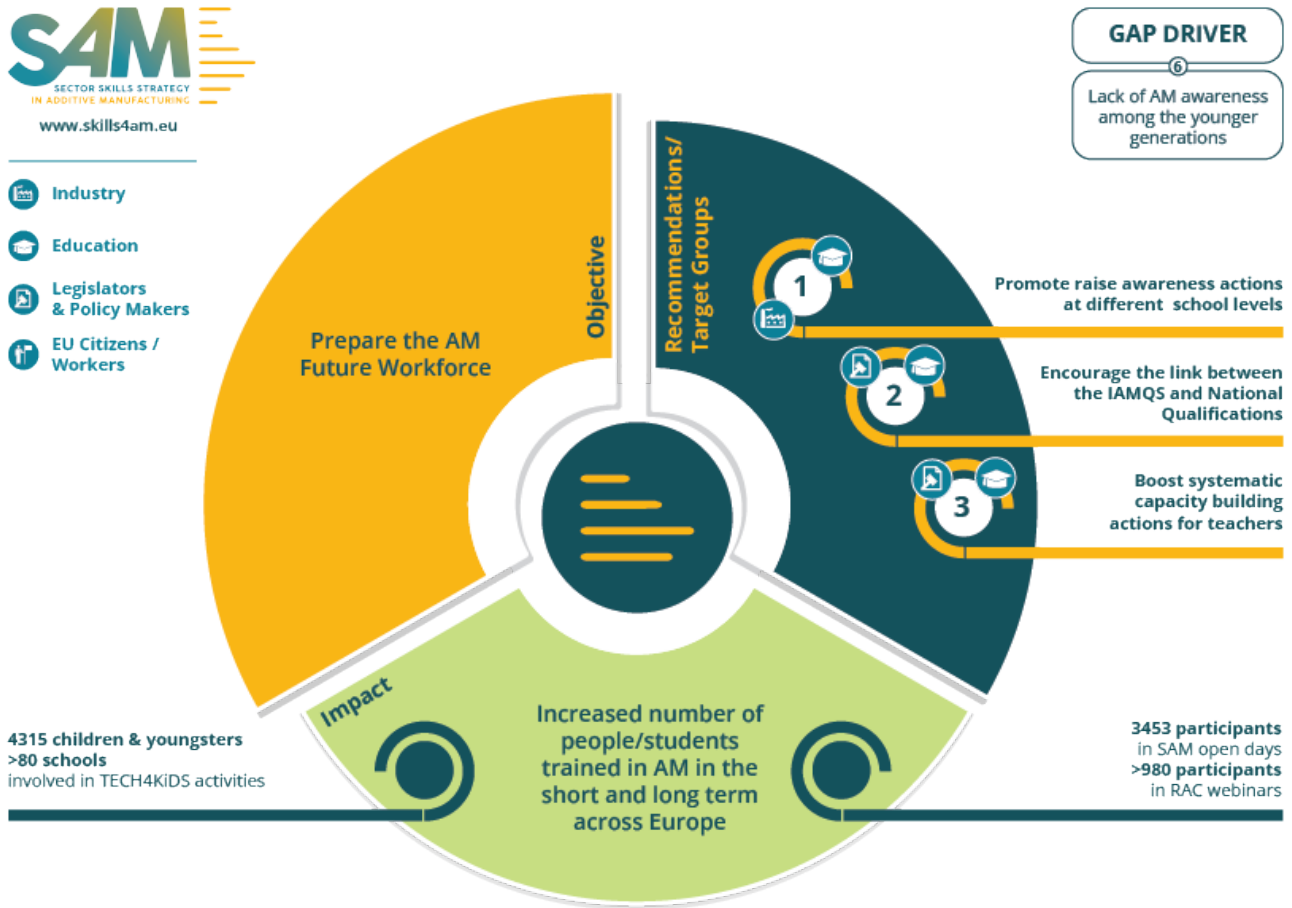 SAM
SECTOR SKILLS STRATEGY
IN ADDITIVE MANUFACTURING
www.skills4am.eu
Industry
Education
Legislators
& Policy Makers
EU Citizens /
Workers
GAP DRIVER
6
Lack of AM awareness
among the younger
generations
Objective
Prepare the AM
Future Workforce
Recommendations/
Target Groups
1
Promote raise awareness actions
at different school levels
2
Encourage the link between
the IAMQS and National
Qualifications
3
Boost systematic
capacity building
actions for teachers
Impact
Increased number of
people/students
trained in AM in the
short and long term
across Europe
4315 children & youngsters
>80 schools
involved in TECH4KiDS activities
3453 participants
in SAM open days
>980 participants
in RAC webinars